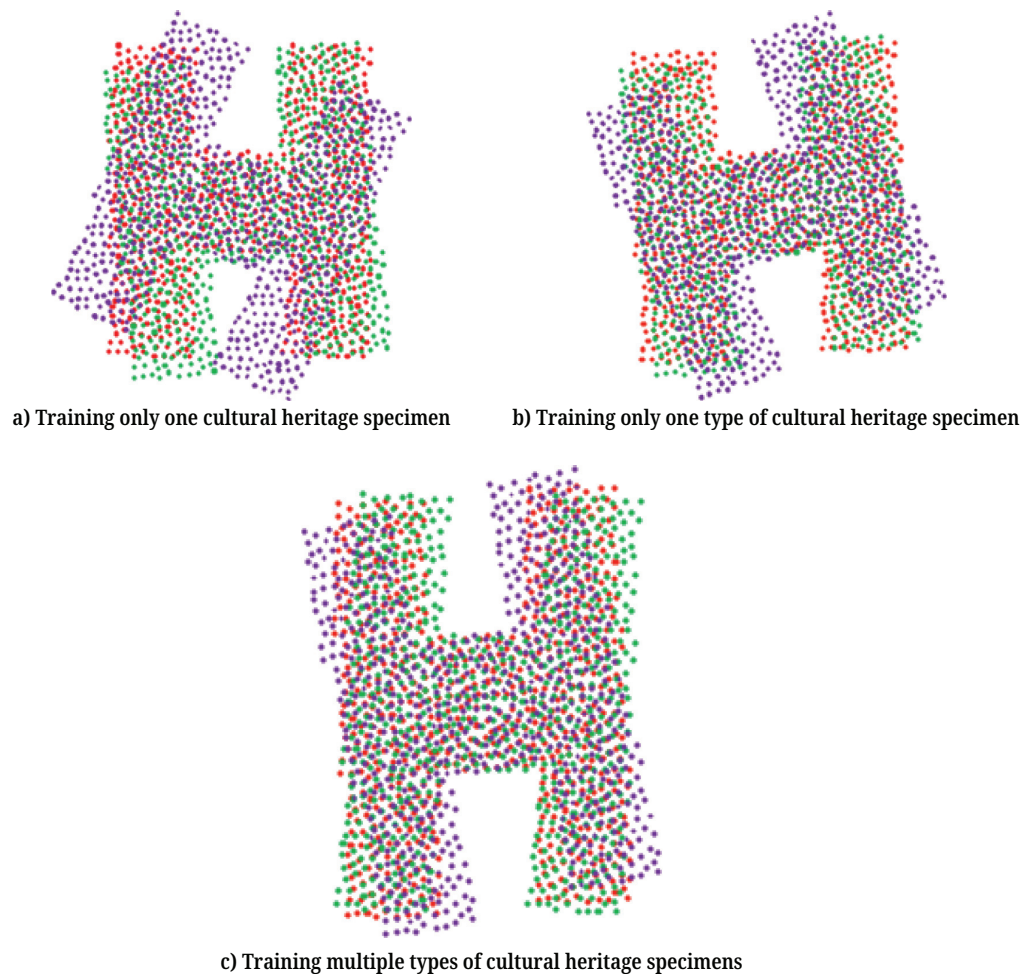 a) Training only one cultural heritage specimen
b) Training only one type of cultural heritage specimen
c) Training multiple types of cultural heritage specimens